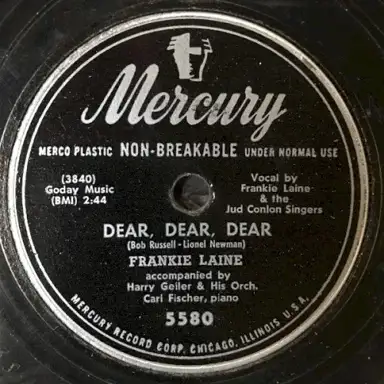 Mercury
MERCO PLASTIC NON-BREAKABLE UNDER NORMAL USE
(3840)
Goday Music
(BMI) 2:44
Vocal by
Frankie Laine
& the
Jud Conlon Singers
DEAR, DEAR, DEAR
(Bob Russell - Lionel Newman)
FRANKIE LAINE
accompanied by
Harry Geller & His Orch.
Carl Fischer, piano
5580
MERCURY RECORD CORP. CHICAGO, ILLINOIS U.S.A.